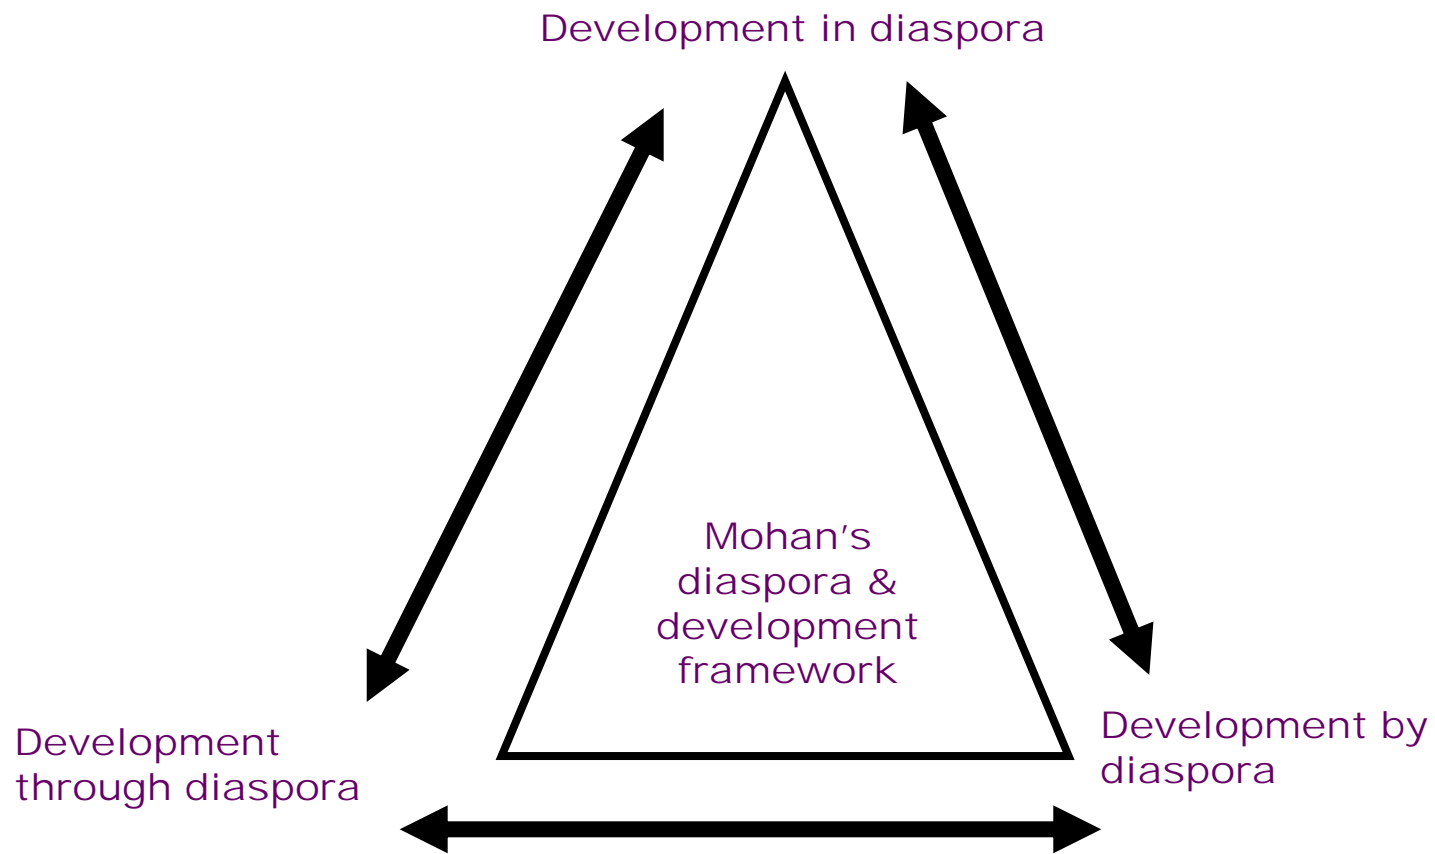 Development in diaspora
Mohan's
diaspora &
development
framework
Development
through diaspora
Development by
diaspora